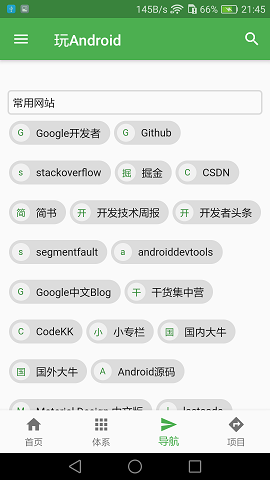 145B/s 66% 21:45
玩Android
常用网站
G Google开发者 G Github
s stackoverflow 掘 掘金 C CSDN
简 简书 开 开发技术周报 开 开发者头条
s segmentfault a androiddevtools
G Google中文Blog 干 干货集中营
C CodeKK 小 小专栏 国 国内大牛
国 国外大牛 A Android源码
Material Design 中文版
首页 体系 导航 项目